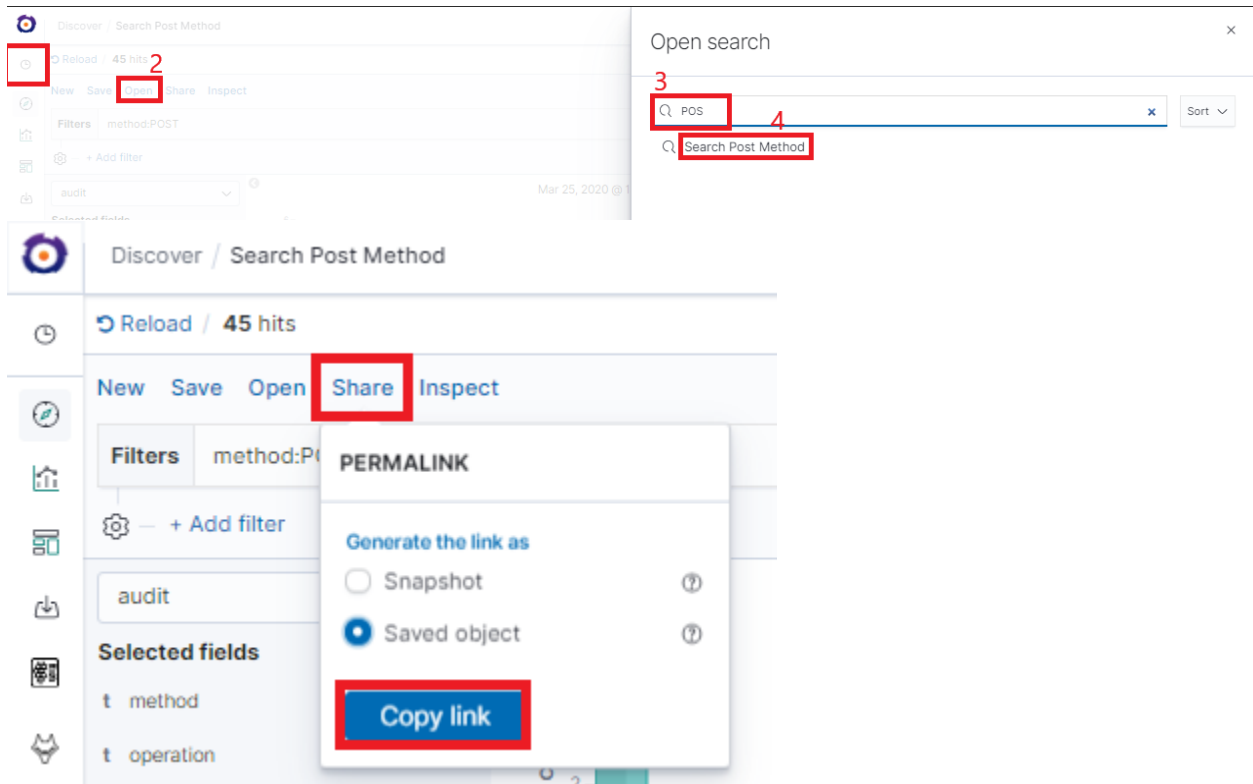 Discover / Search Post Method
Reload / 45 hits
2
New Save Open Share Inspect
Filters method:POST
+ Add filter
audit
Mar 25, 2020 @ 1
Selected fields
Open search
×
3
POS
×
Sort
4
Search Post Method
Discover / Search Post Method
Reload / 45 hits
New Save Open Share Inspect
Filters method:P
PERMALINK
+ Add filter
Generate the link as
Snapshot
audit
Saved object
Selected fields
t method
Copy link
t operation
2